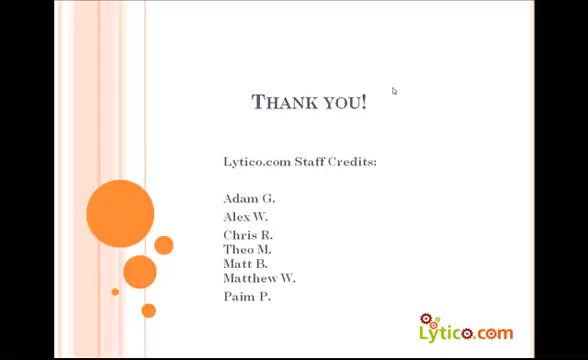 THANK YOU!
Lytico.com Staff Credits:
Adam G.
Alex W.
Chris R.
Theo M.
Matt B.
Matthew W.
Paim P.
Lytico.com